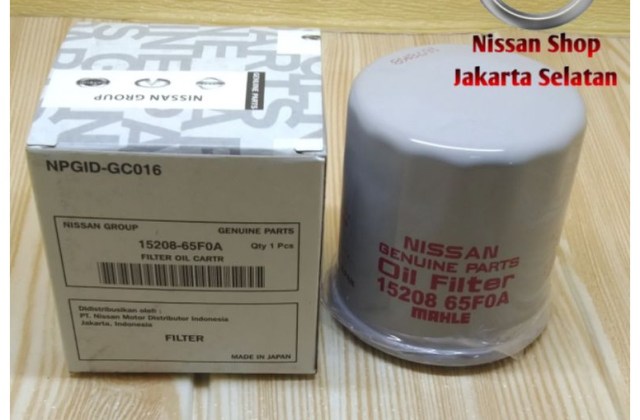 Nissan Shop
Jakarta Selatan
GENUINE PARTS
NISSAN GROUP
NPGID-GC016
NISSAN GROUP GENUINE PARTS
15208-65F0A Qty 1 Pcs
FILTER OIL CARTR
Didistribusikan oleh :
PT. Nissan Motor Distributor Indonesia
Jakarta, Indonesia
FILTER
MADE IN JAPAN
NISSAN
GENUINE PARTS
Oil Filter
15208 65F0A
MAHLE